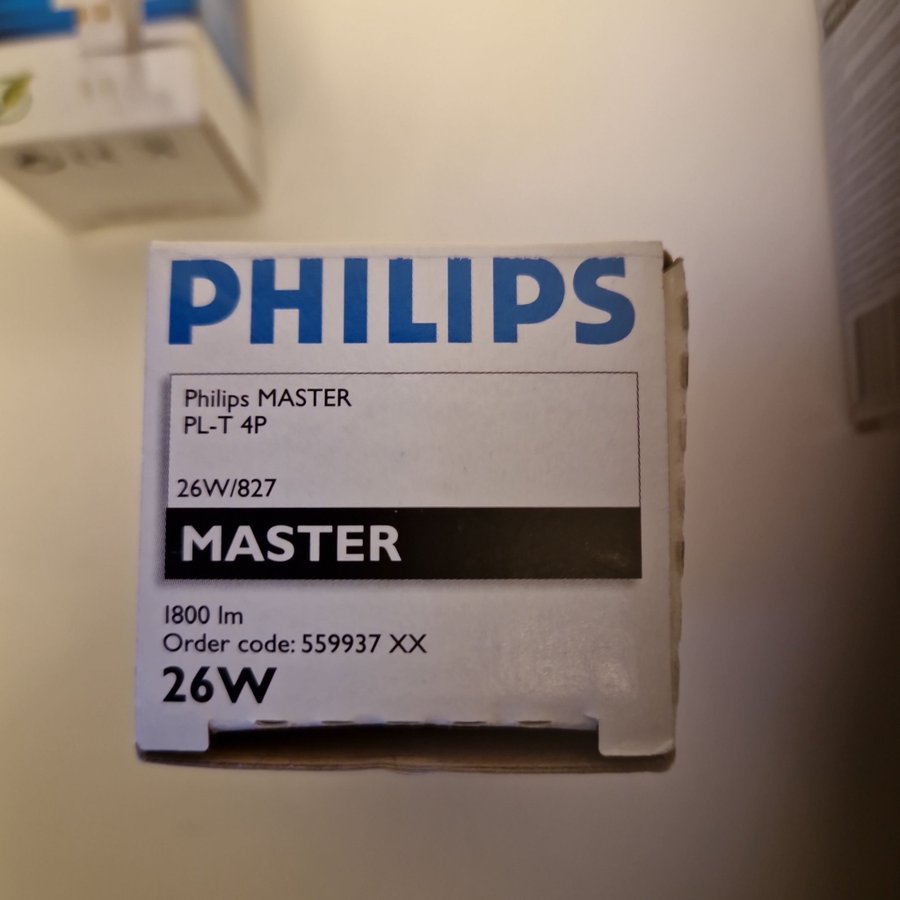 PHILIPS
Philips MASTER
PL-T 4P
26W/827
MASTER
1800 lm
Order code: 559937 XX
26W